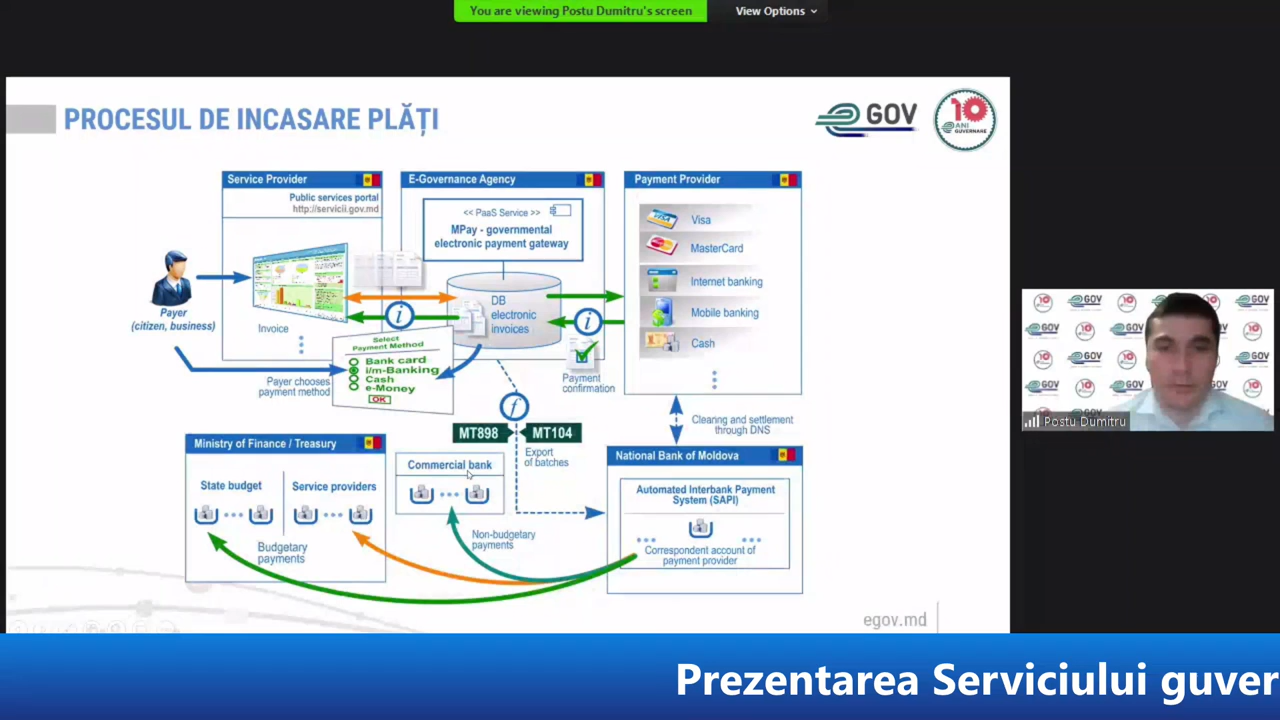 You are viewing Postu Dumitru's screen
View Options
PROCESUL DE INCASARE PLĂȚI
GOV
10
ANI
GUVERNARE
Service Provider
Public services portal
http://servicii.gov.md
Payer
(citizen, business)
Invoice
i
Select
Payment Method
Bank card
i/m-Banking
Cash
e-Money
OK
Payer chooses
payment method
E-Governance Agency
<< PaaS Service >>
MPay - governmental
electronic payment gateway
DB
electronic
invoices
i
Payment
confirmation
Payment Provider
VISA
Visa
MasterCard
Internet banking
Mobile banking
Cash
f
MT898
MT104
Export
of batches
Clearing and settlement
through DNS
Ministry of Finance / Treasury
State budget
Service providers
Budgetary
payments
Commercial bank
Non-budgetary
payments
National Bank of Moldova
Automated Interbank Payment
System (SAPI)
Correspondent account of
payment provider
egov.md
Postu Dumitru
Prezentarea Serviciului guver